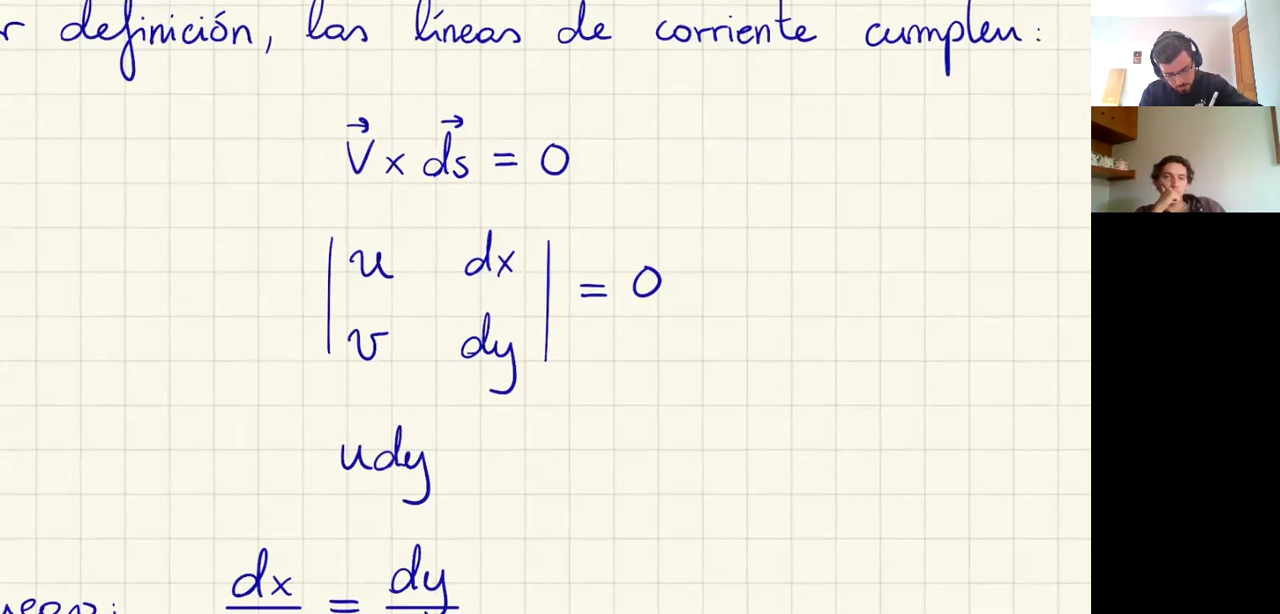 definición, las líneas de corriente cumplen:
V⃗ x ds⃗ = 0
| u dx |
| v dy | = 0
udy
dx = dy